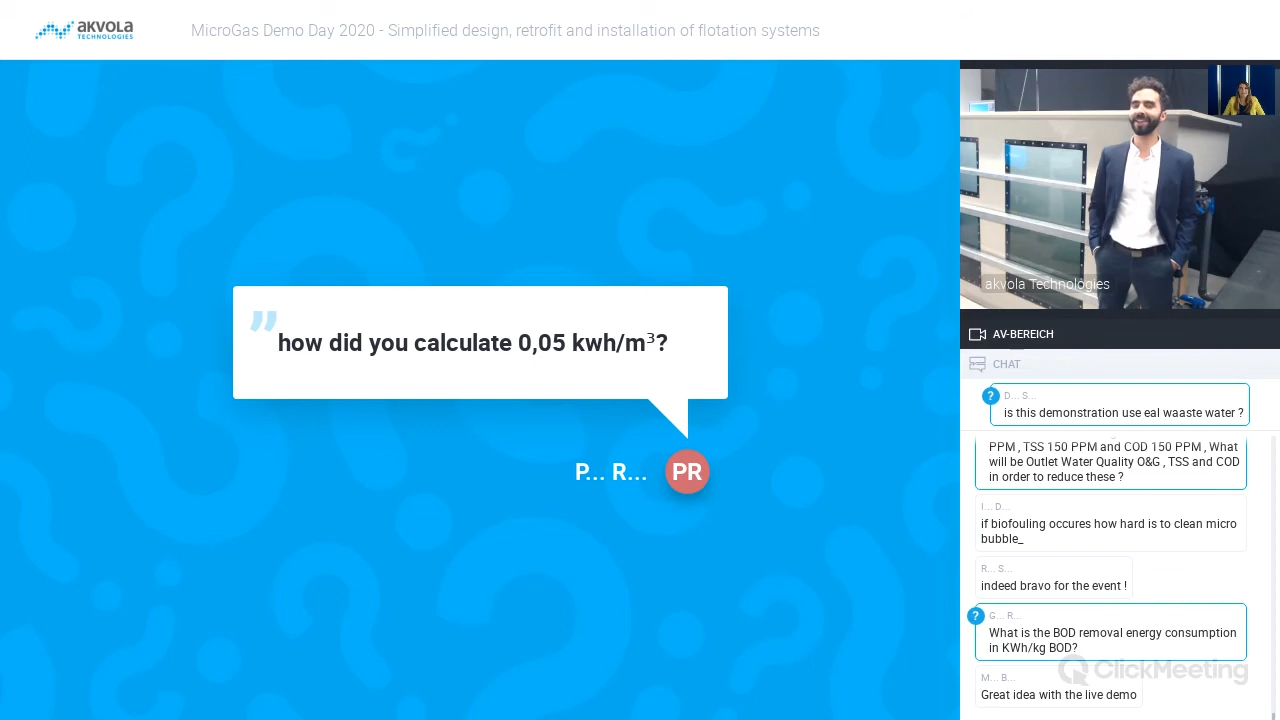 akvola
TECHNOLOGIES
MicroGas Demo Day 2020 - Simplified design, retrofit and installation of flotation systems
” how did you calculate 0,05 kwh/m³?
P... R... PR
akvola Technologies
AV-BEREICH
CHAT
? D... S...
is this demonstration use eal waaste water ?
PPM , TSS 150 PPM and COD 150 PPM , What
will be Outlet Water Quality O&G , TSS and COD
in order to reduce these ?
I... D...
if biofouling occures how hard is to clean micro
bubble_
R... S...
indeed bravo for the event !
? G... R...
What is the BOD removal energy consumption
in KWh/kg BOD?
ClickMeeting
M... B...
Great idea with the live demo